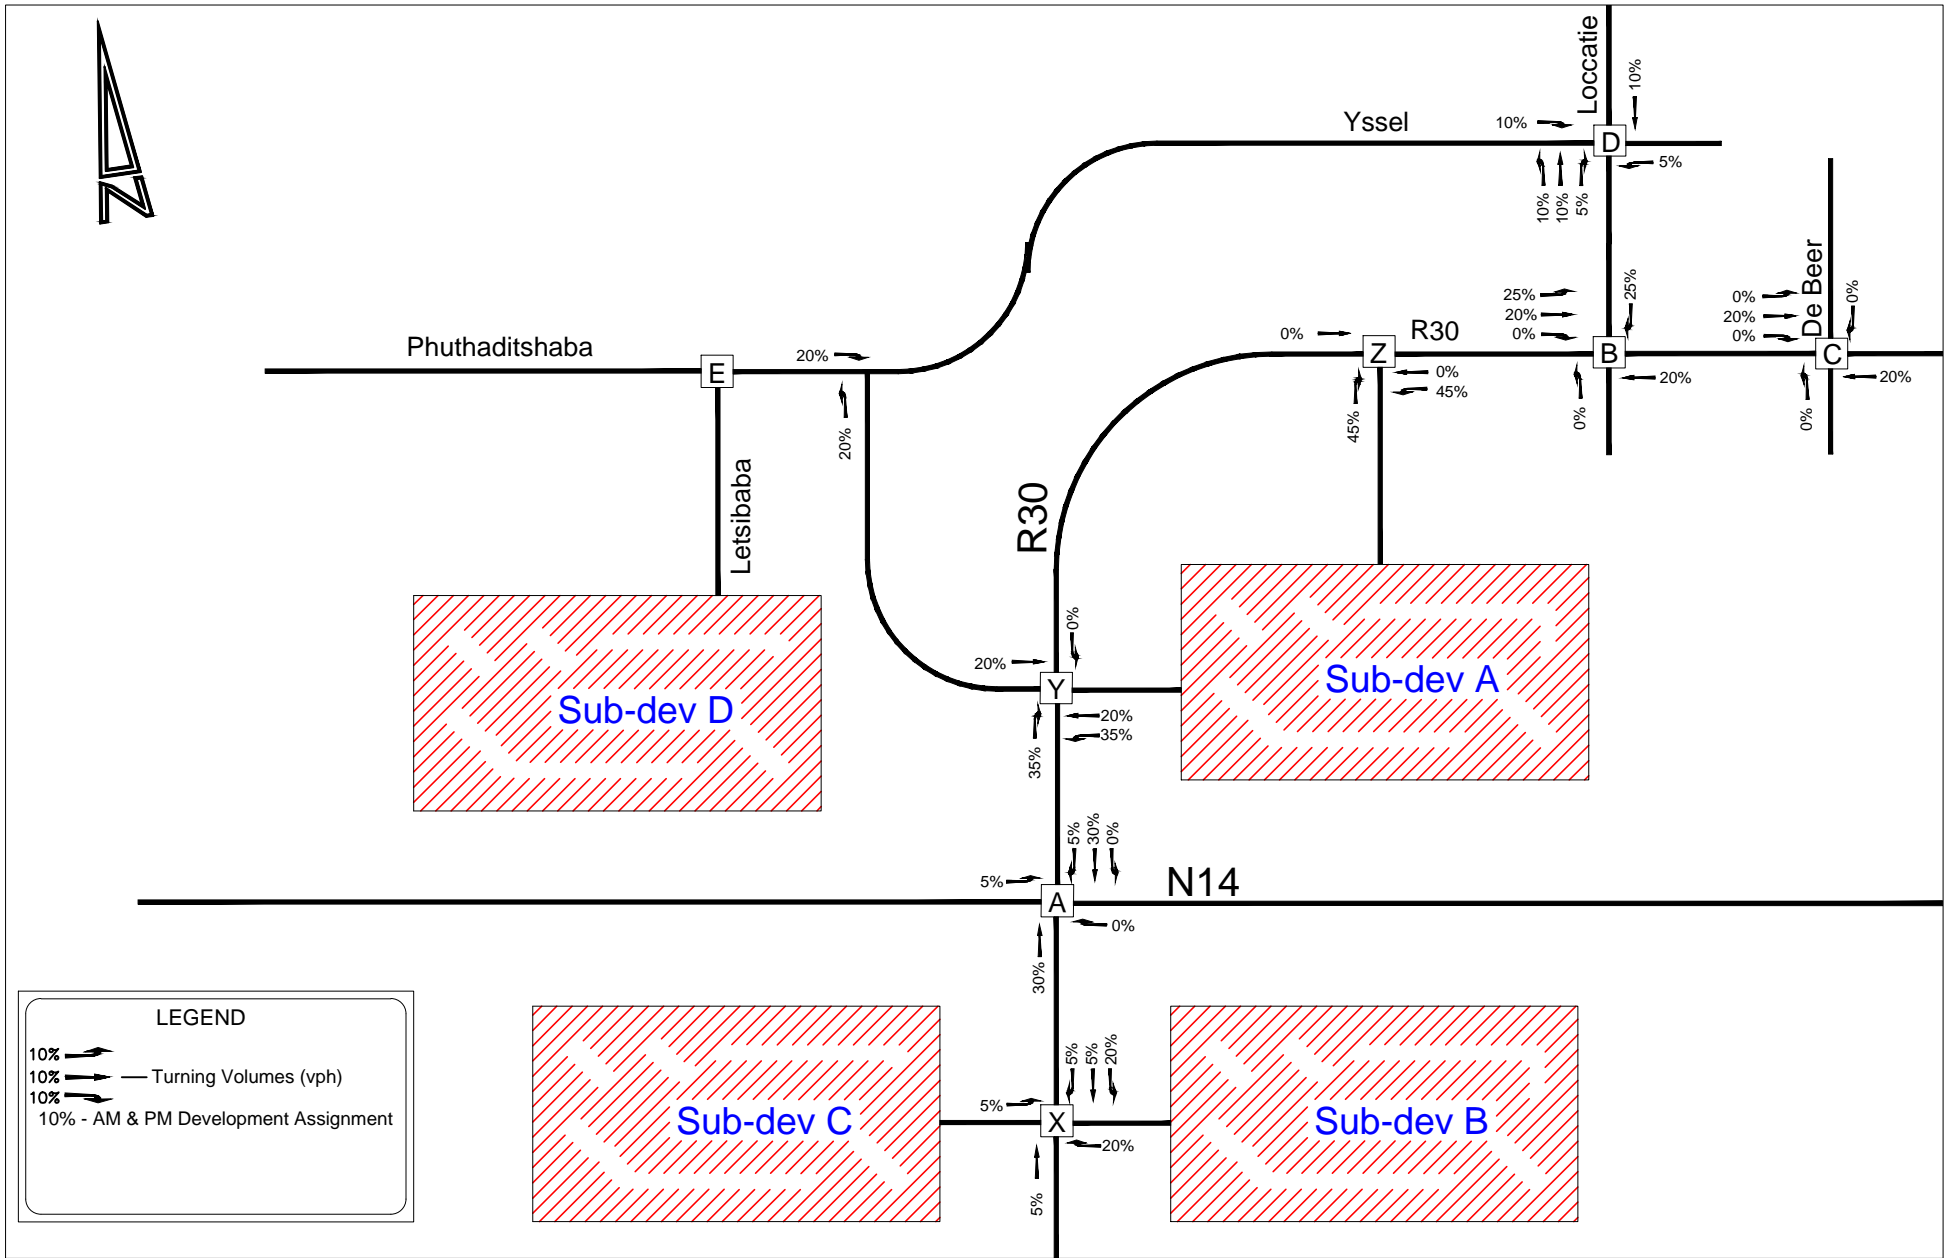 Loccatie
10%
Yssel
10%
D
5%
10%
10%
5%
De Beer
25%
20%
0%
25%
0%
20%
0%
0%
Phuthaditshaba
20%
E
0%
R30
Z
B
C
0%
45%
20%
20%
45%
0%
0%
20%
Letsibaba
R30
0%
20%
Y
20%
35%
35%
Sub-dev D
Sub-dev A
5%
30%
0%
5%
N14
A
0%
30%
5%
5%
20%
5%
X
20%
5%
Sub-dev C
Sub-dev B
LEGEND
10%
10% Turning Volumes (vph)
10%
10% - AM & PM Development Assignment
N